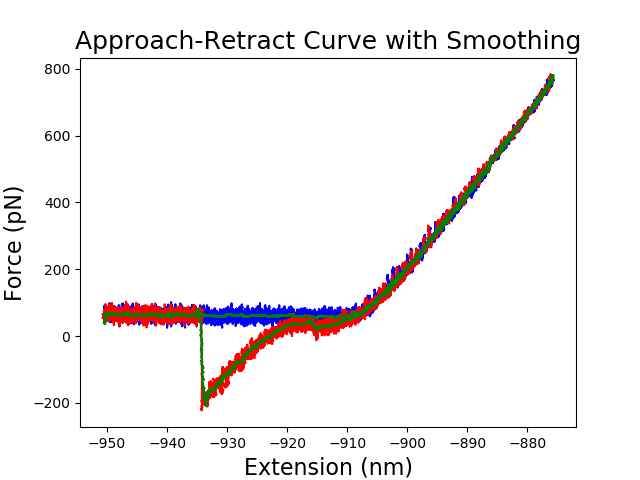 Approach-Retract Curve with Smoothing
800
600
400
200
0
−200
Force (pN)
−950 −940 −930 −920 −910 −900 −890 −880
Extension (nm)